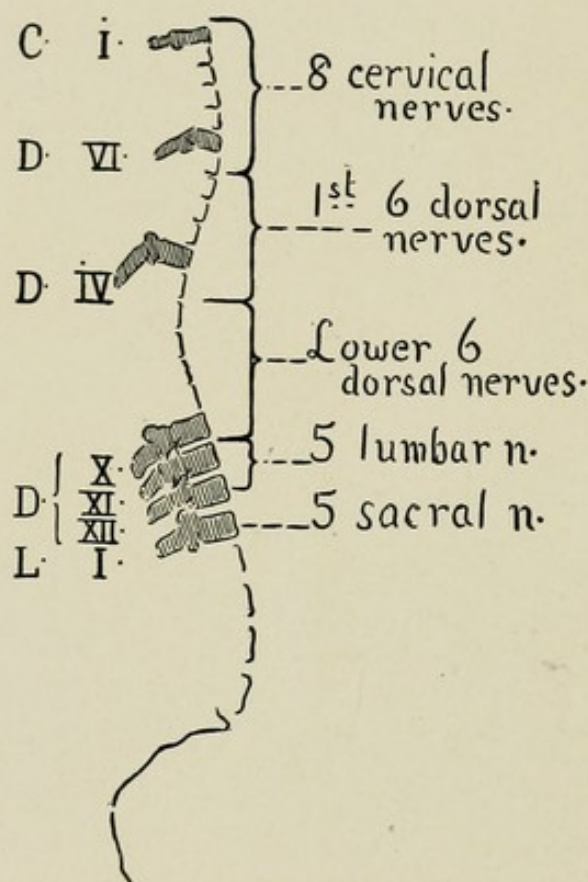 C· I·
8 cervical
nerves·
D· VI·
1st 6 dorsal
nerves·
D· IV
Lower 6
dorsal nerves·
5 lumbar n·
X·
D· XI·
XII·
5 sacral n·
L· I·